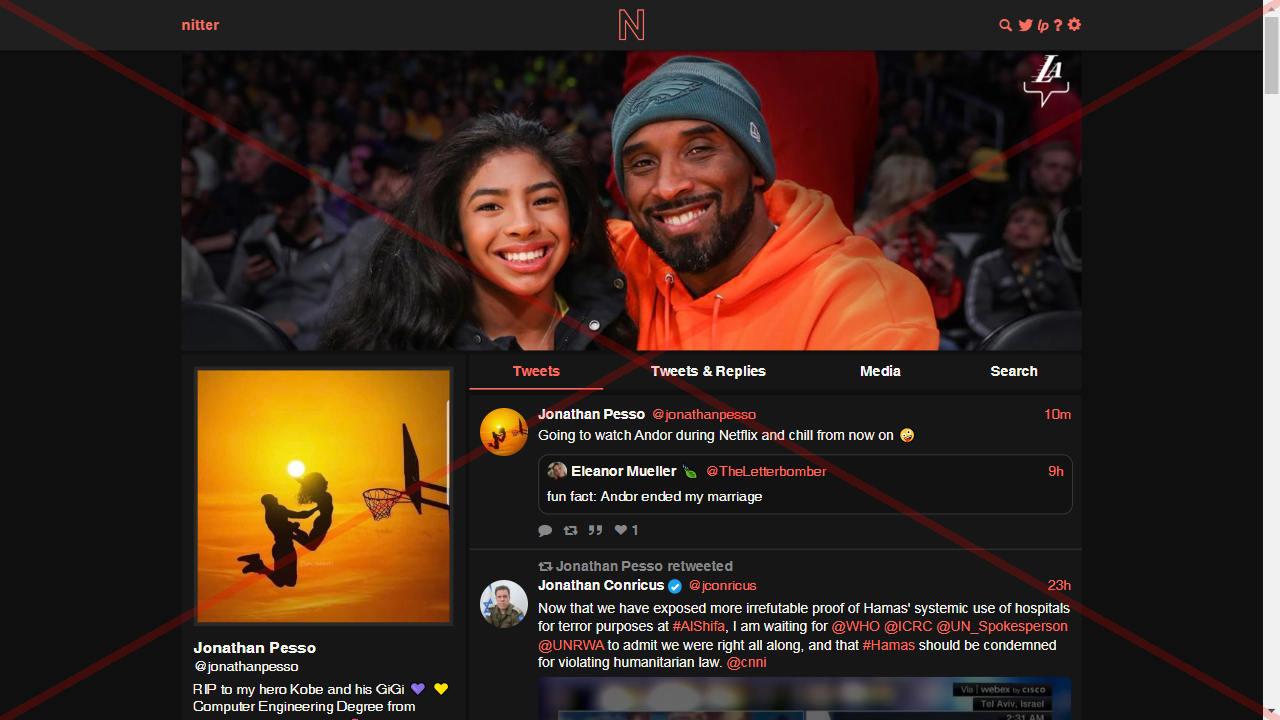 nitter
N
lp ?
LA
Tweets
Tweets & Replies
Media
Search
Jonathan Pesso @jonathanpesso 10m
Going to watch Andor during Netflix and chill from now on 🤪
Eleanor Mueller @TheLetterbomber 9h
fun fact: Andor ended my marriage
1
Jonathan Pesso retweeted
Jonathan Conricus @jconricus 23h
Now that we have exposed more irrefutable proof of Hamas' systemic use of hospitals
for terror purposes at #AlShifa, I am waiting for @WHO @ICRC @UN_Spokesperson
@UNRWA to admit we were right all along, and that #Hamas should be condemned
for violating humanitarian law. @cnni
Via webex by CISCO
Tel Aviv, Israel
2:31 AM
Jonathan Pesso
@jonathanpesso
RIP to my hero Kobe and his GiGi 💜 💛
Computer Engineering Degree from